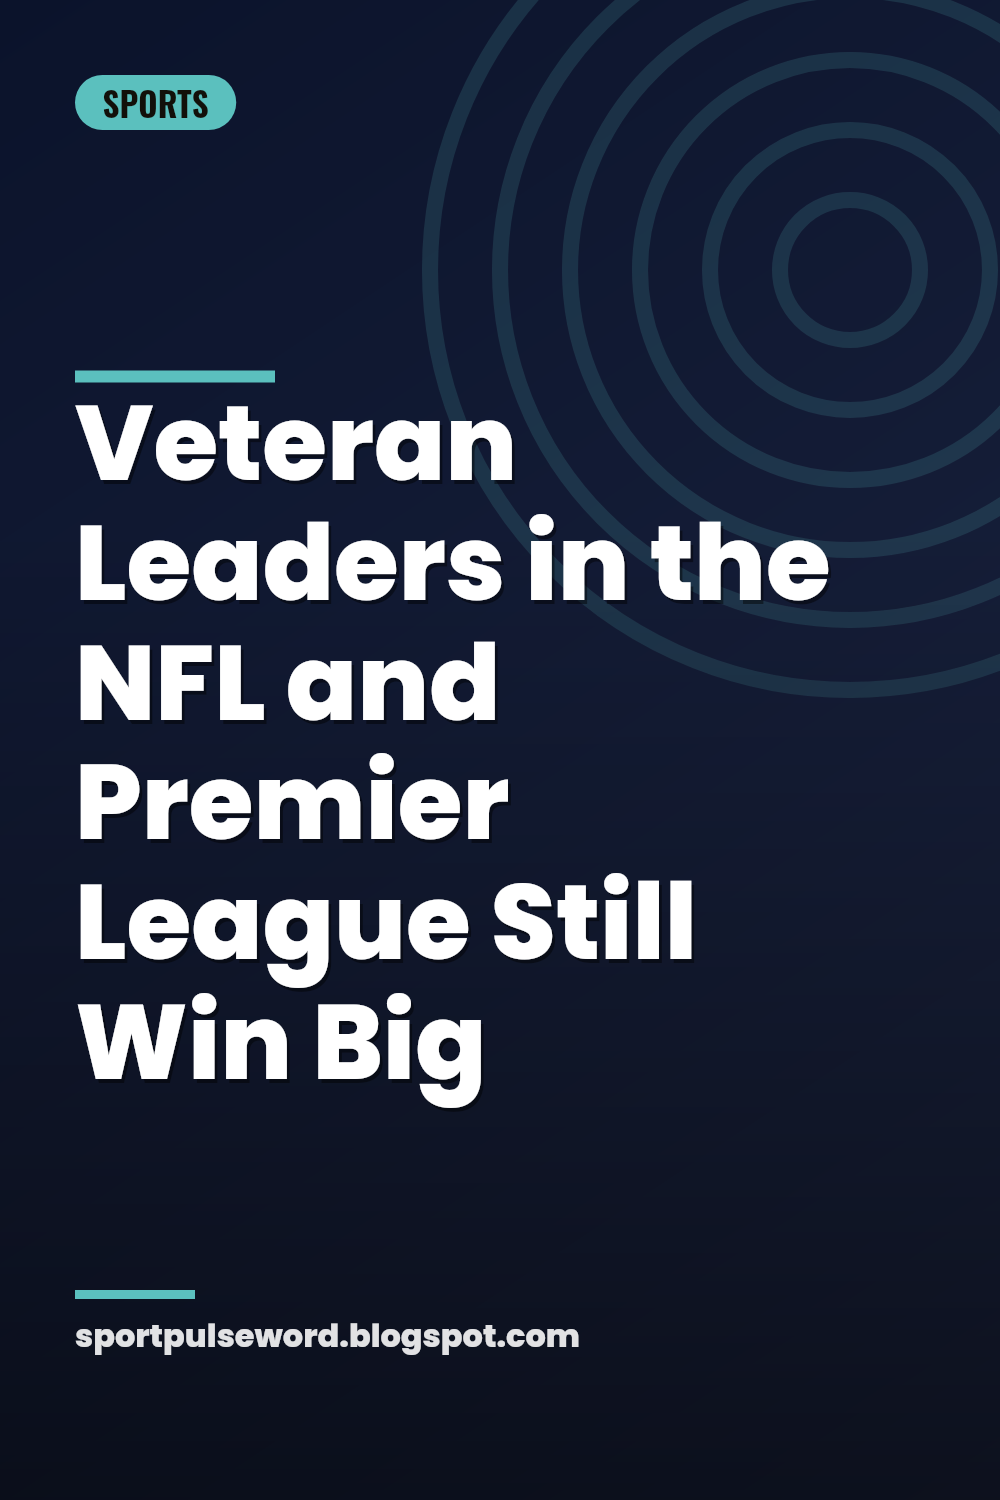 SPORTS
Veteran
Leaders in the
NFL and
Premier
League Still
Win Big
sportpulseword.blogspot.com